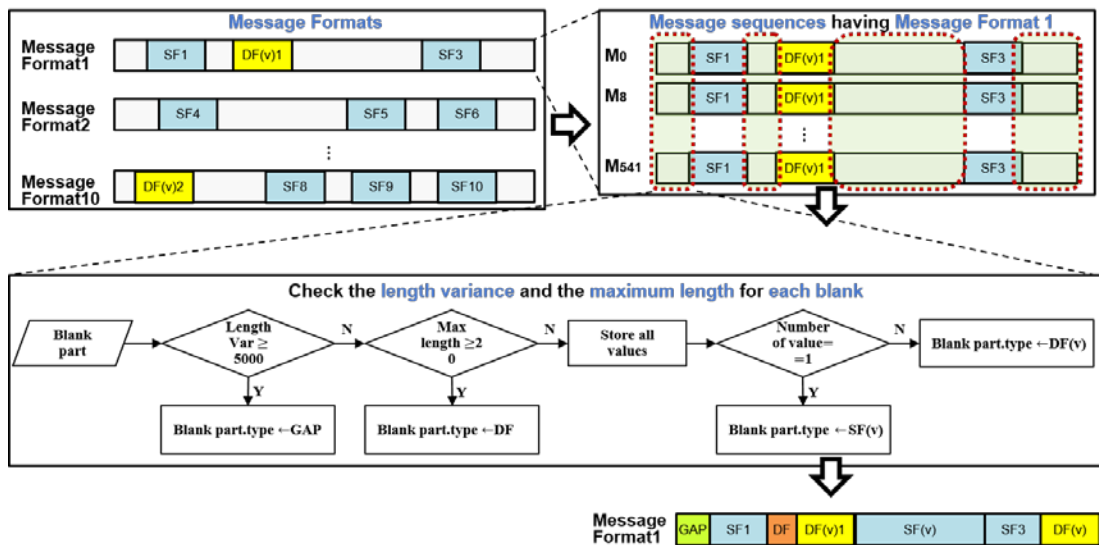 Message Formats
Message
Format1
SF1
DF(v)1
SF3
Message
Format2
SF4
SF5
SF6
⋮
Message
Format10
DF(v)2
SF8
SF9
SF10
Message sequences having Message Format 1
M0
SF1
DF(v)1
SF3
M8
SF1
DF(v)1
SF3
⋮
M541
SF1
DF(v)1
SF3
Check the length variance and the maximum length for each blank
Blank
part
Length
Var ≥
5000
N
Y
Blank part.type ←GAP
Max
length ≥2
0
N
Y
Blank part.type ←DF
Store all
values
Number
of value=
=1
N
Y
Blank part.type ←SF(v)
Blank part.type ←DF(v)
Message
Format1
GAP
SF1
DF
DF(v)1
SF(v)
SF3
DF(v)